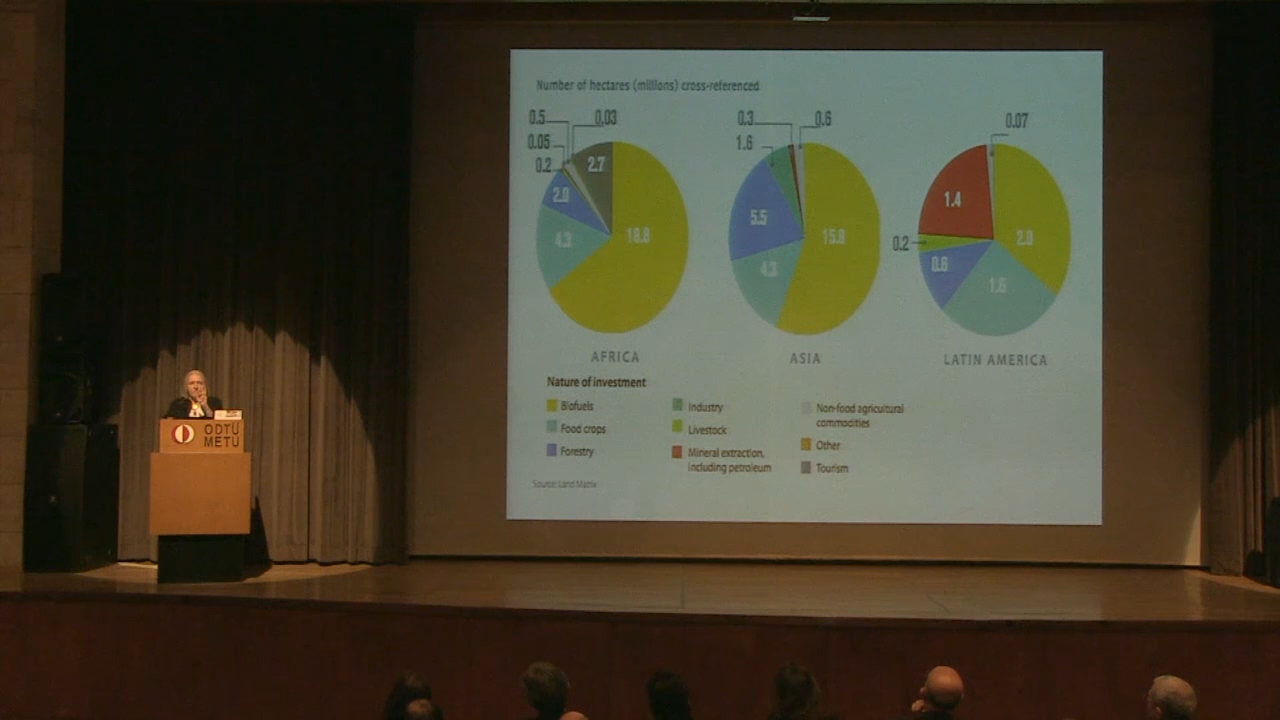 Number of hectares (millions) cross-referenced
0.5
0.03
0.05
0.2
2.7
2.0
4.3
18.8
0.3
0.6
1.6
5.5
4.3
15.8
0.07
1.4
0.2
0.6
2.0
1.6
AFRICA
ASIA
LATIN AMERICA
Nature of investment
Biofuels
Food crops
Forestry
Industry
Livestock
Mineral extraction,
including petroleum
Non-food agricultural
commodities
Other
Tourism
Source: Land Matrix
ODTÜ
METU